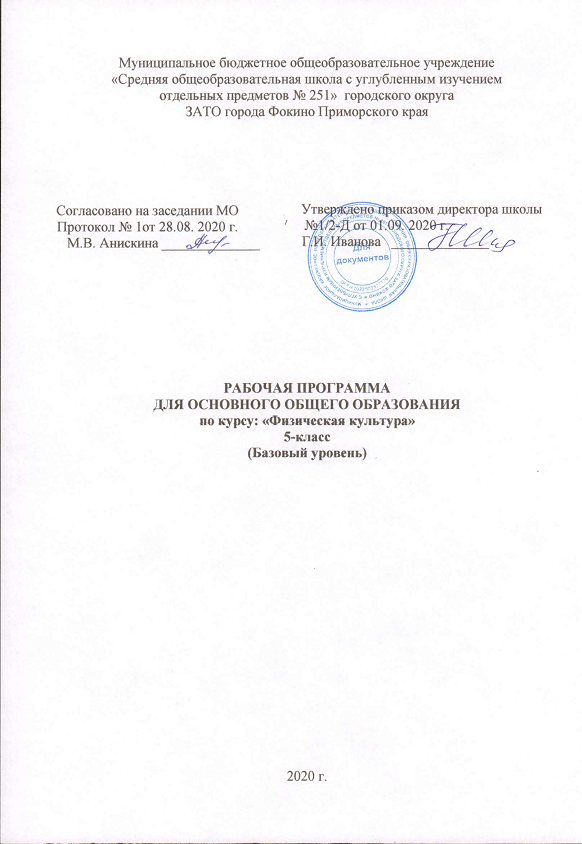 Муниципальное бюджетное общеобразовательное учреждение
«Средняя общеобразовательная школа с углубленным изучением
отдельных предметов № 251» городского округа
ЗАТО города Фокино Приморского края
Согласовано на заседании МО
Протокол № 1от 28.08. 2020 г.
М.В. Анискина
Утверждено приказом директора школы
№1/2-Д от 01.09. 2020 г.
Г.И. Иванова
Для
документов
РАБОЧАЯ ПРОГРАММА
ДЛЯ ОСНОВНОГО ОБЩЕГО ОБРАЗОВАНИЯ
по курсу: «Физическая культура»
5-класс
(Базовый уровень)
2020 г.